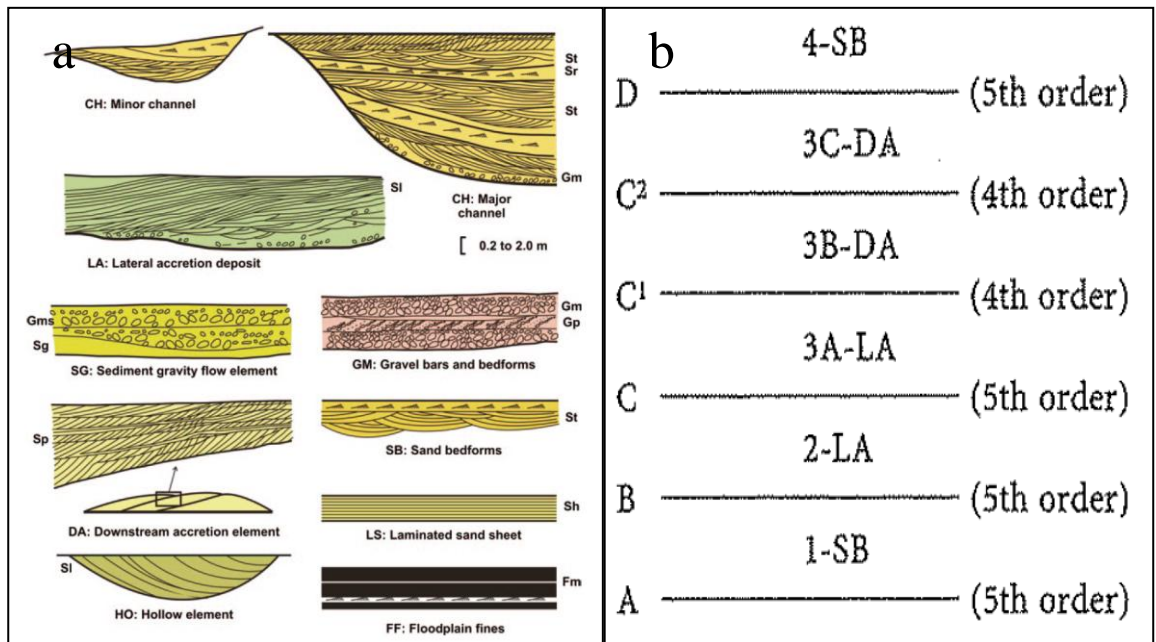 a
CH: Minor channel
St
Sr
St
Gm
CH: Major
channel
Sl
0.2 to 2.0 m
LA: Lateral accretion deposit
Gms
Sg
SG: Sediment gravity flow element
Gm
Gp
GM: Gravel bars and bedforms
Sp
DA: Downstream accretion element
St
SB: Sand bedforms
Sh
LS: Laminated sand sheet
Sl
HO: Hollow element
Fm
FF: Floodplain fines
b
4-SB
D (5th order)
3C-DA
C² (4th order)
3B-DA
C¹ (4th order)
3A-LA
C (5th order)
2-LA
B (5th order)
1-SB
A (5th order)